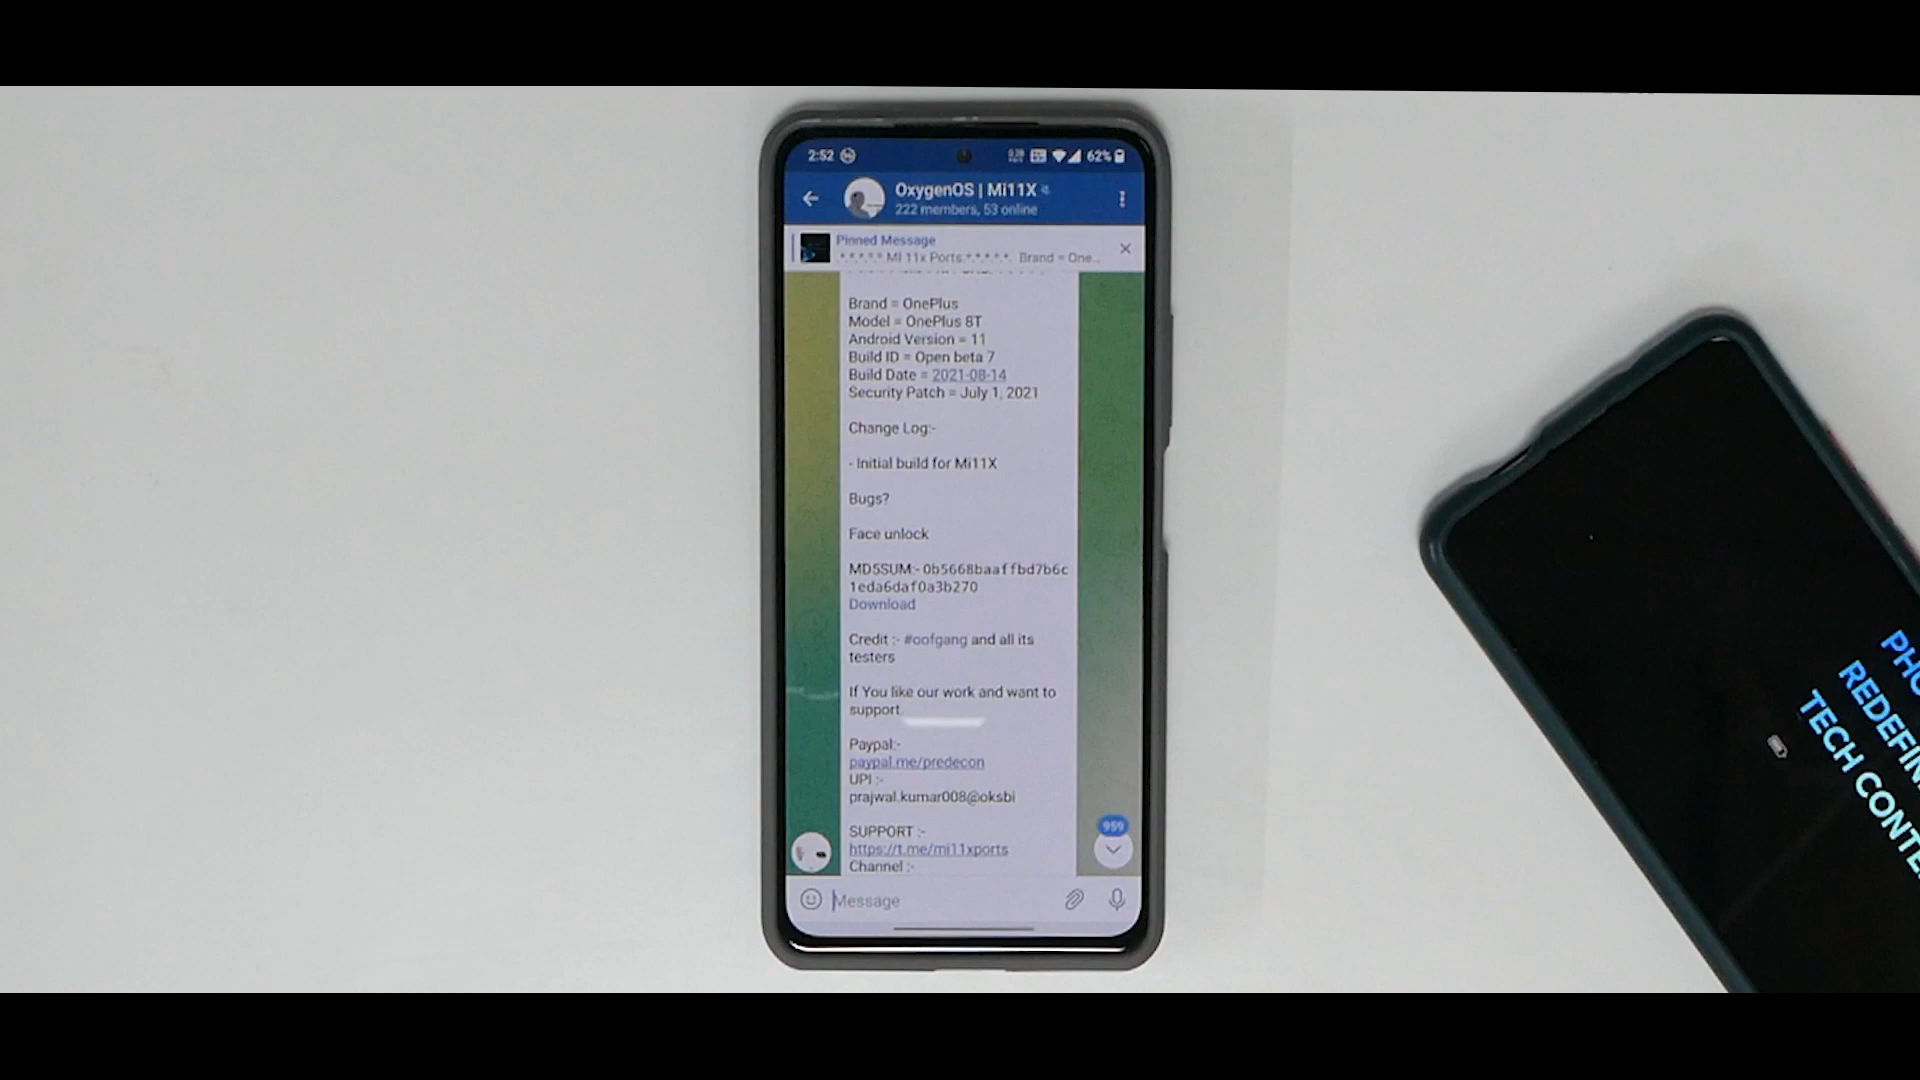 2:52
62%
OxygenOS | Mi11X
222 members, 53 online
Pinned Message
*****MI 11x Ports*****. Brand = One...
Brand = OnePlus
Model = OnePlus 8T
Android Version = 11
Build ID = Open beta 7
Build Date = 2021-08-14
Security Patch = July 1, 2021
Change Log:-
- Initial build for Mi11X
Bugs?
Face unlock
MD5SUM:- 0b5668baaffbd7b6c
1eda6daf0a3b270
Download
Credit :- #oofgang and all its
testers
If You like our work and want to
support.
Paypal:-
paypal.me/predecon
UPI :-
prajwal.kumar008@oksbi
SUPPORT :-
https://t.me/mi11xports
Channel :-
959
Message
PHO
REDEFIN
TECH CONTE